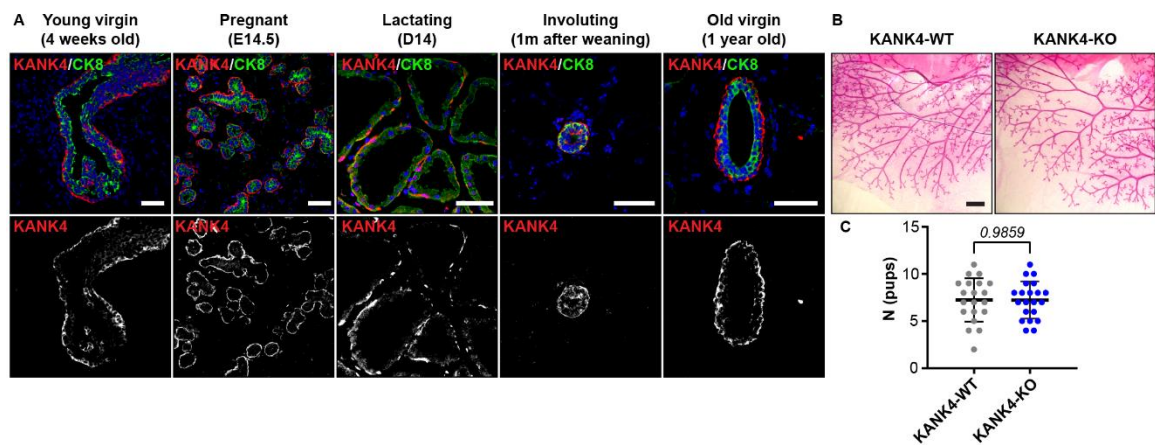 A
Young virgin
(4 weeks old)
Pregnant
(E14.5)
Lactating
(D14)
Involuting
(1m after weaning)
Old virgin
(1 year old)
KANK4/CK8
KANK4/CK8
KANK4/CK8
KANK4/CK8
KANK4/CK8
KANK4
KANK4
KANK4
KANK4
KANK4
B
KANK4-WT
KANK4-KO
C
0.9859
15
10
5
0
N (pups)
KANK4-WT
KANK4-KO